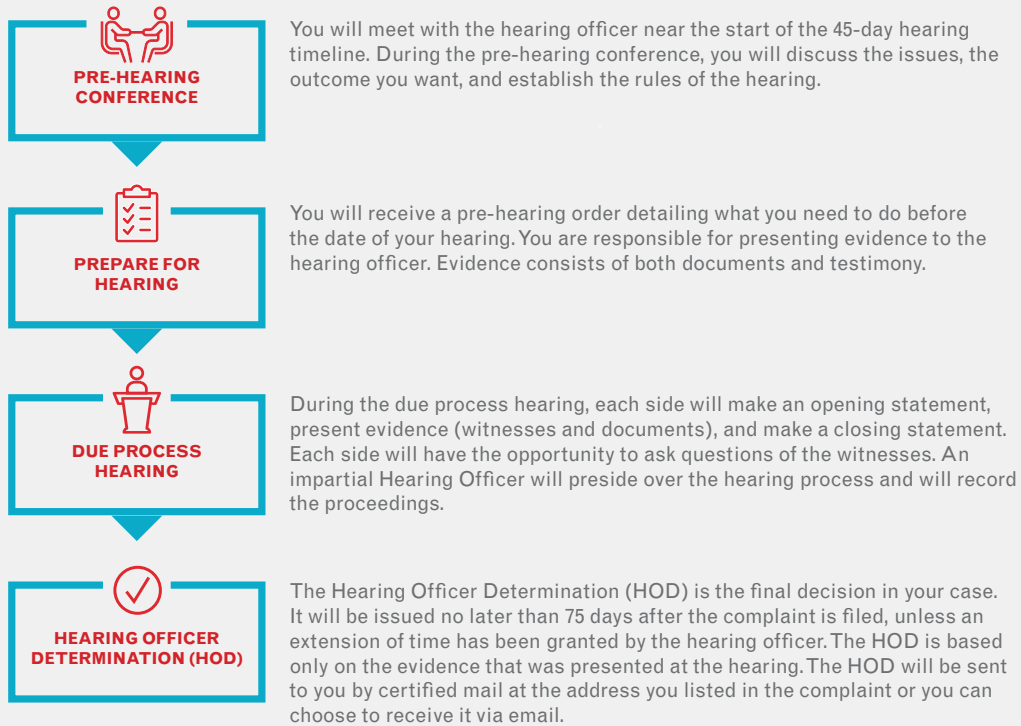 PRE-HEARING
CONFERENCE
You will meet with the hearing officer near the start of the 45-day hearing
timeline. During the pre-hearing conference, you will discuss the issues, the
outcome you want, and establish the rules of the hearing.
PREPARE FOR
HEARING
You will receive a pre-hearing order detailing what you need to do before
the date of your hearing. You are responsible for presenting evidence to the
hearing officer. Evidence consists of both documents and testimony.
DUE PROCESS
HEARING
During the due process hearing, each side will make an opening statement,
present evidence (witnesses and documents), and make a closing statement.
Each side will have the opportunity to ask questions of the witnesses. An
impartial Hearing Officer will preside over the hearing process and will record
the proceedings.
HEARING OFFICER
DETERMINATION (HOD)
The Hearing Officer Determination (HOD) is the final decision in your case.
It will be issued no later than 75 days after the complaint is filed, unless an
extension of time has been granted by the hearing officer. The HOD is based
only on the evidence that was presented at the hearing. The HOD will be sent
to you by certified mail at the address you listed in the complaint or you can
choose to receive it via email.